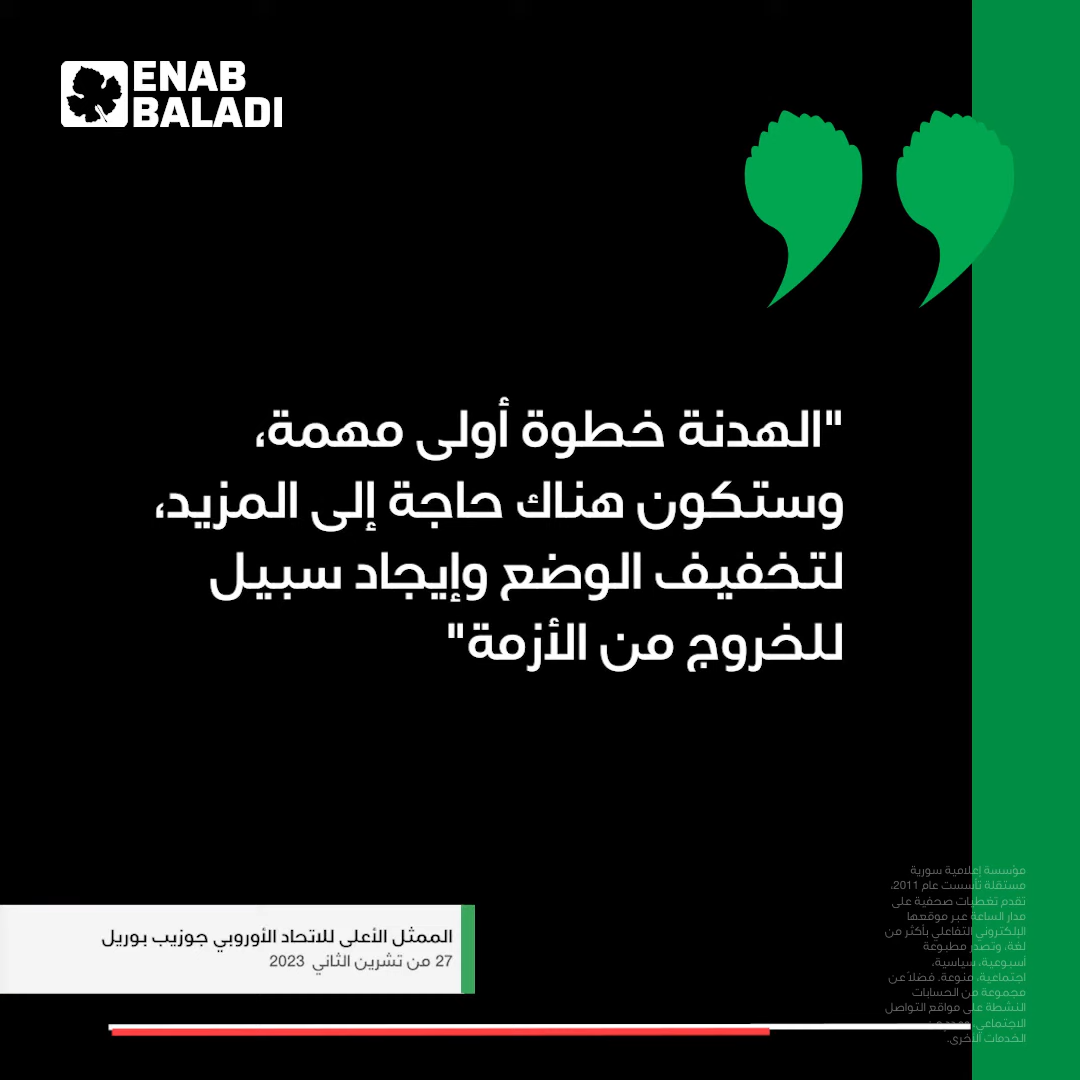 ENAB
BALADI
"الهدنة خطوة أولى مهمة،
وستكون هناك حاجة إلى المزيد،
لتخفيف الوضع وإيجاد سبيل
للخروج من الأزمة"
الممثل الأعلى للاتحاد الأوروبي جوزيب بوريل
27 من تشرين الثاني 2023
مؤسسة إعلامية سورية
مستقلة تأسست عام 2011،
تقدم تغطيات صحفية على
مدار الساعة عبر موقعها
الإلكتروني التفاعلي بأكثر من
لغة، وتصدر مطبوعة
أسبوعية، سياسية،
اجتماعية، منوعة، فضلاً عن
مجموعة من الحسابات
النشطة على مواقع التواصل
الاجتماعي،
الخدمات الأخرى.